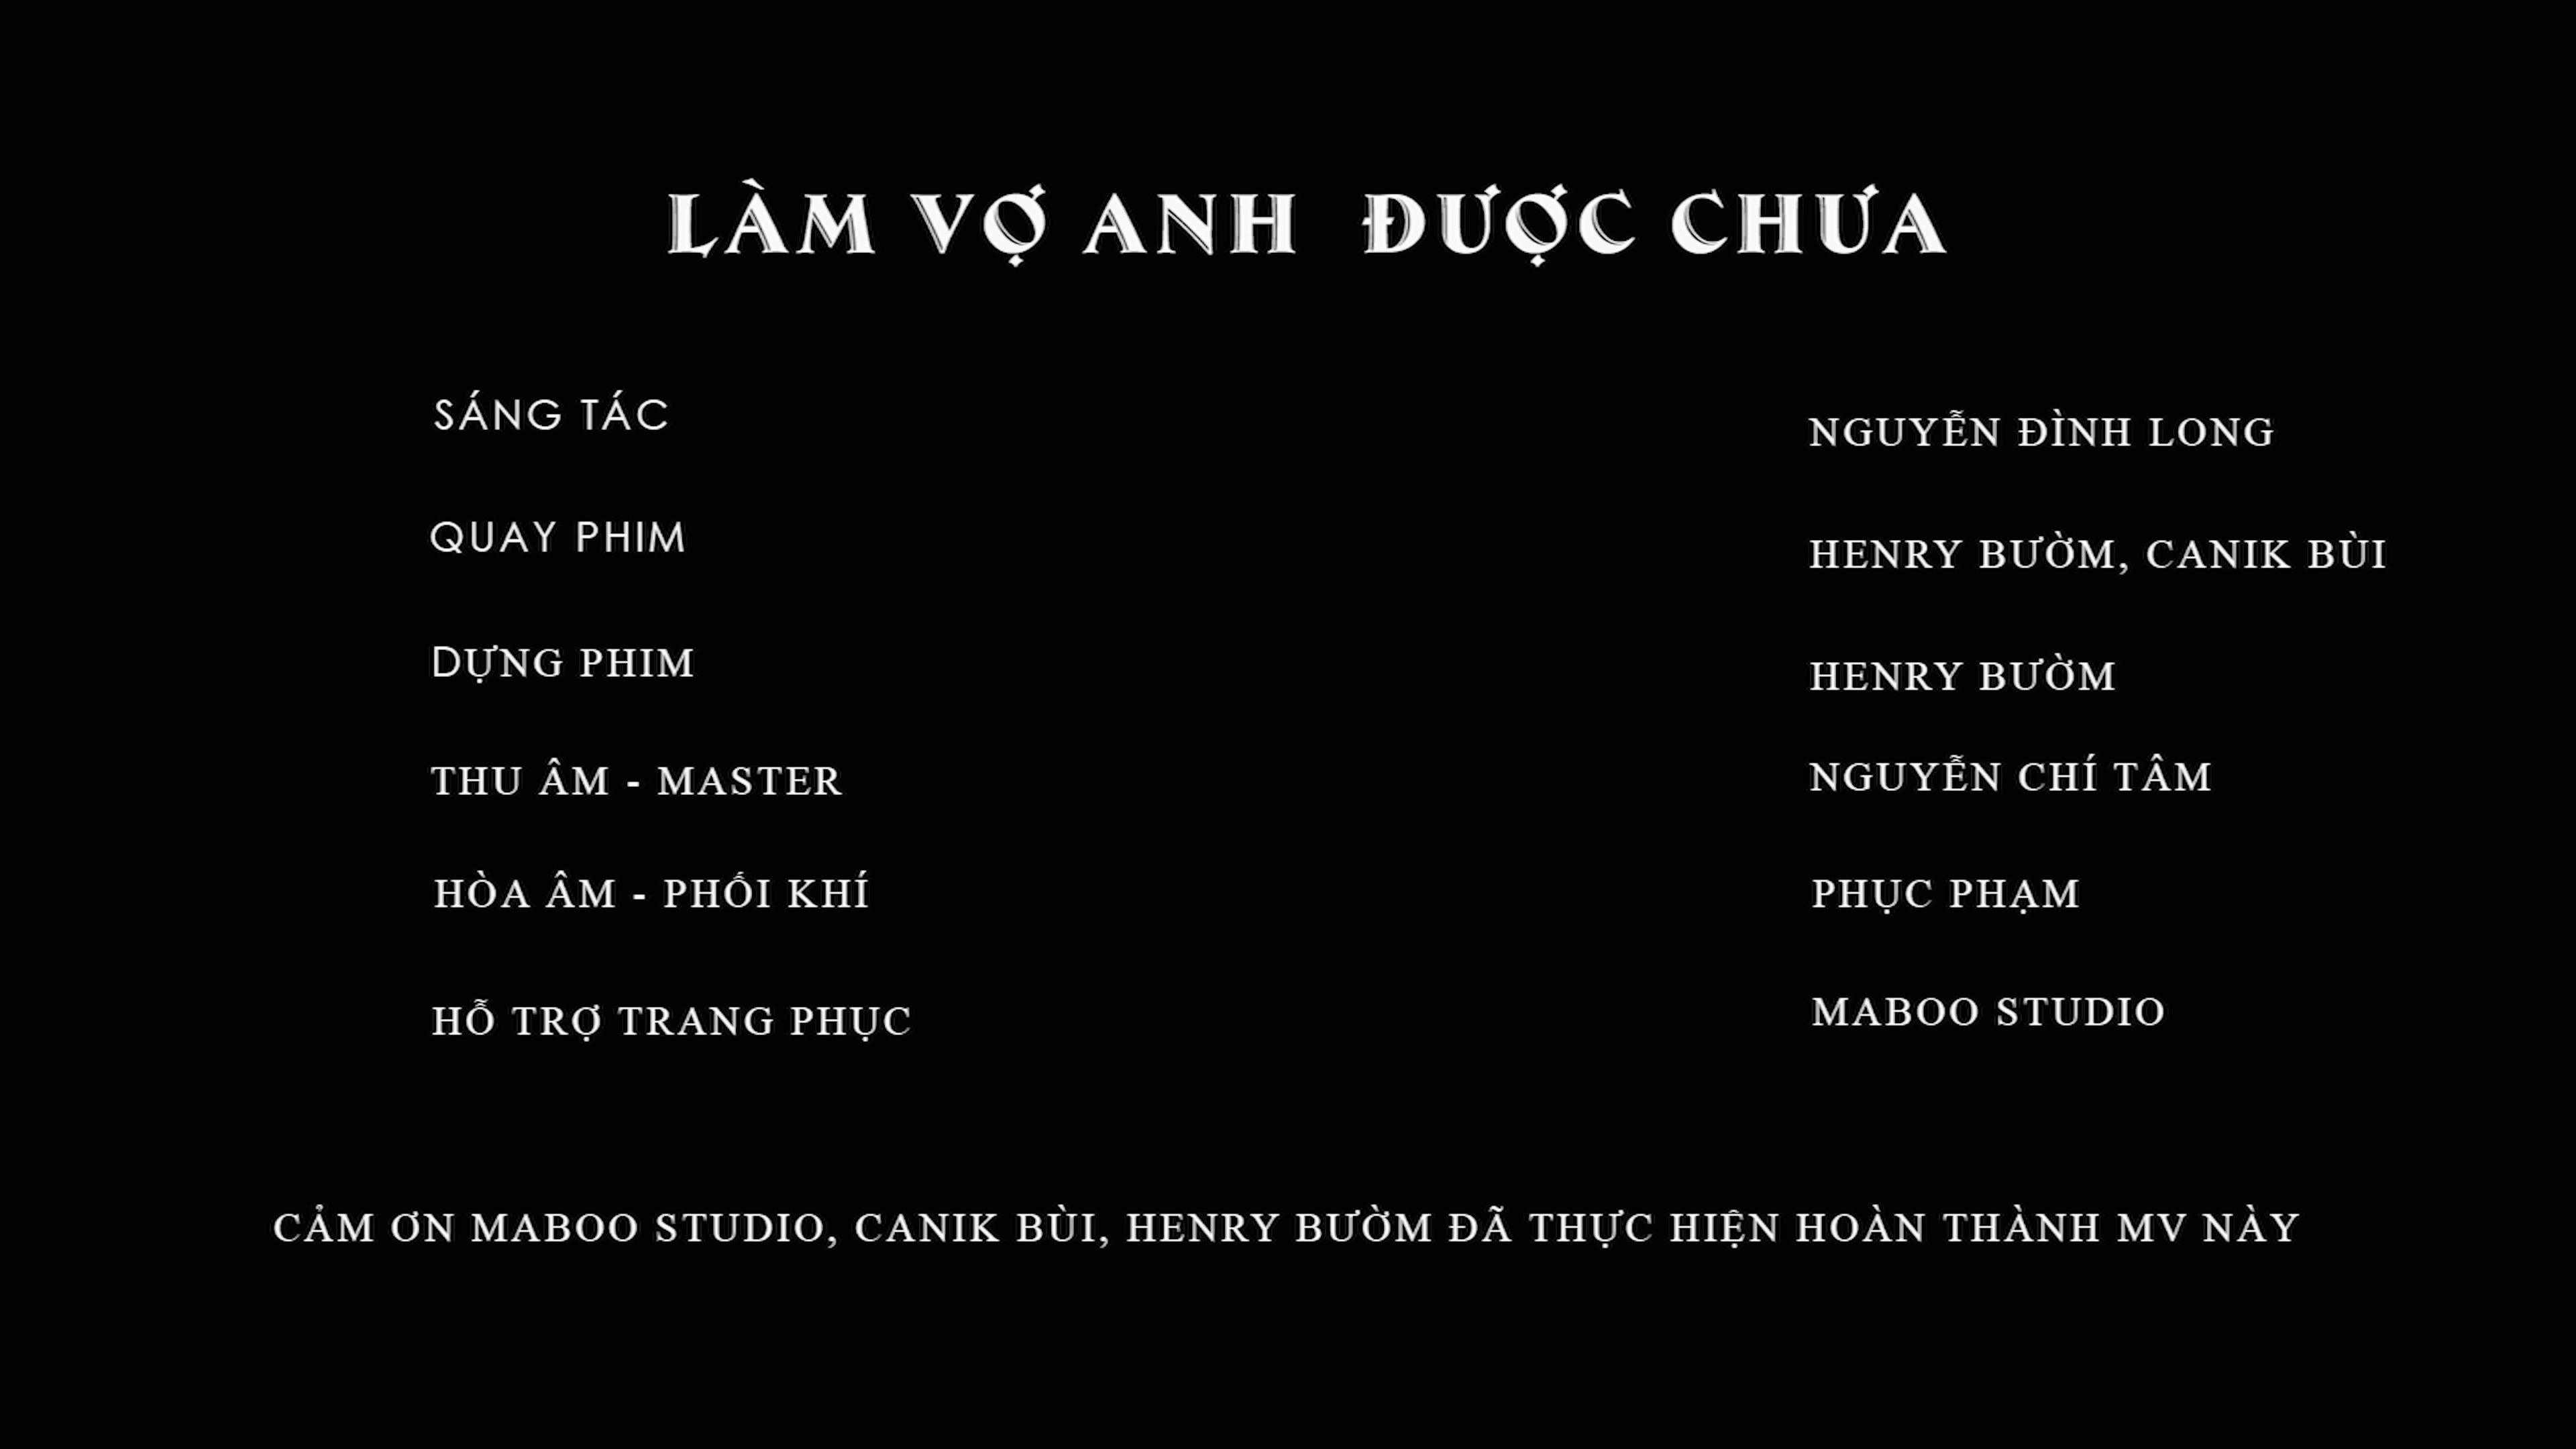 LÀM VỢ ANH ĐƯỢC CHƯA
SÁNG TÁC NGUYỄN ĐÌNH LONG
QUAY PHIM HENRY BƯỜM, CANIK BÙI
DỰNG PHIM HENRY BƯỜM
THU ÂM - MASTER NGUYỄN CHÍ TÂM
HÒA ÂM - PHỐI KHÍ PHỤC PHẠM
HỖ TRỢ TRANG PHỤC MABOO STUDIO
CẢM ƠN MABOO STUDIO, CANIK BÙI, HENRY BƯỜM ĐÃ THỰC HIỆN HOÀN THÀNH MV NÀY